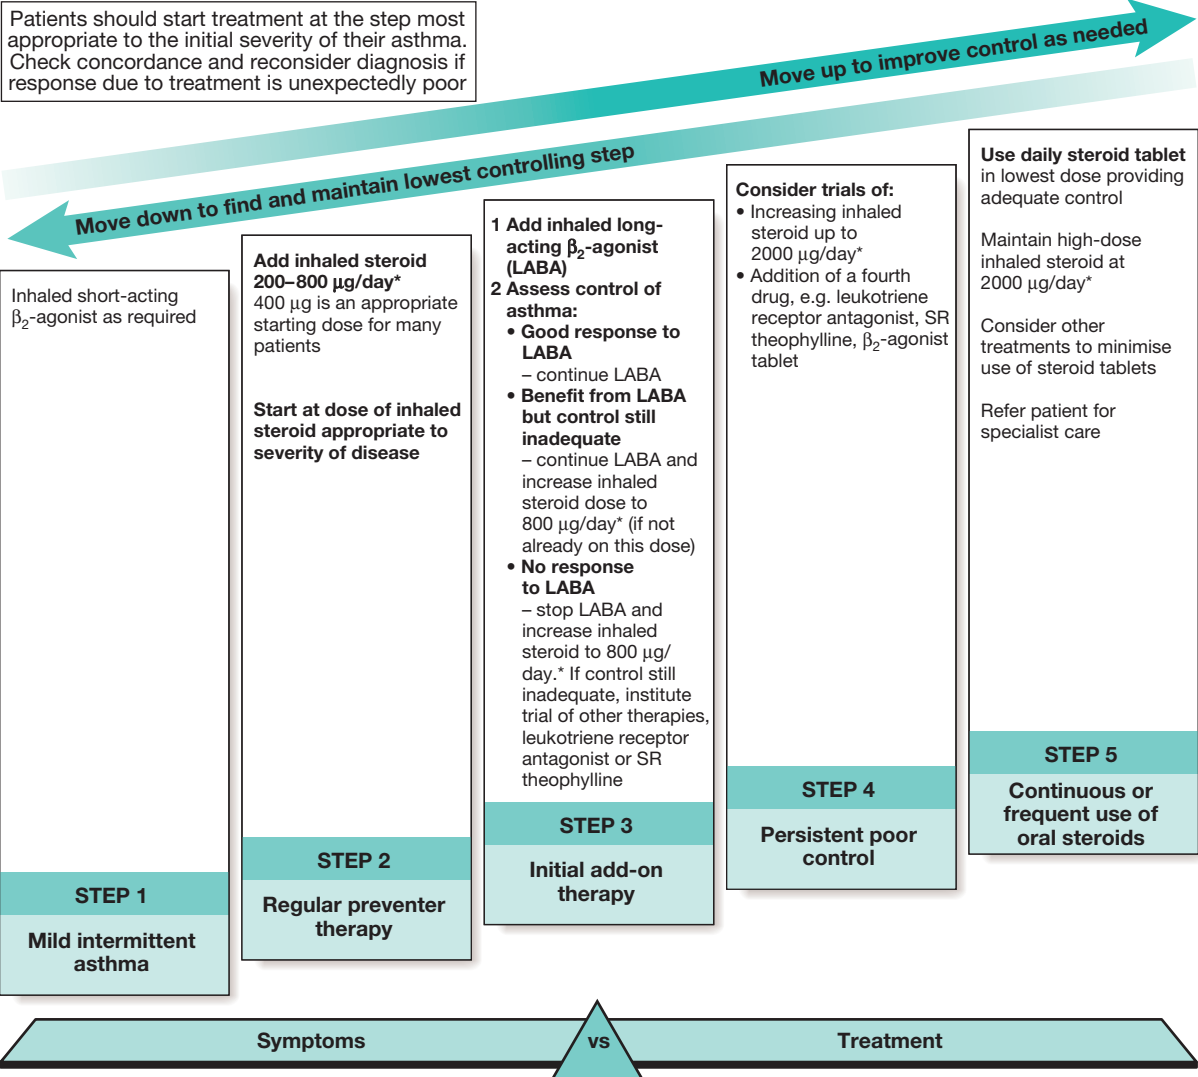 Patients should start treatment at the step most
appropriate to the initial severity of their asthma.
Check concordance and reconsider diagnosis if
response due to treatment is unexpectedly poor
Move up to improve control as needed
Move down to find and maintain lowest controlling step
Inhaled short-acting
β₂-agonist as required
STEP 1
Mild intermittent
asthma
Add inhaled steroid
200–800 μg/day*
400 μg is an appropriate
starting dose for many
patients
Start at dose of inhaled
steroid appropriate to
severity of disease
STEP 2
Regular preventer
therapy
1 Add inhaled long-
acting β₂-agonist
(LABA)
2 Assess control of
asthma:
• Good response to
LABA
– continue LABA
• Benefit from LABA
but control still
inadequate
– continue LABA and
increase inhaled
steroid dose to
800 μg/day* (if not
already on this dose)
• No response
to LABA
– stop LABA and
increase inhaled
steroid to 800 μg/
day.* If control still
inadequate, institute
trial of other therapies,
leukotriene receptor
antagonist or SR
theophylline
STEP 3
Initial add-on
therapy
Consider trials of:
• Increasing inhaled
steroid up to
2000 μg/day*
• Addition of a fourth
drug, e.g. leukotriene
receptor antagonist, SR
theophylline, β₂-agonist
tablet
STEP 4
Persistent poor
control
Use daily steroid tablet
in lowest dose providing
adequate control
Maintain high-dose
inhaled steroid at
2000 μg/day*
Consider other
treatments to minimise
use of steroid tablets
Refer patient for
specialist care
STEP 5
Continuous or
frequent use of
oral steroids
Symptoms
vs
Treatment